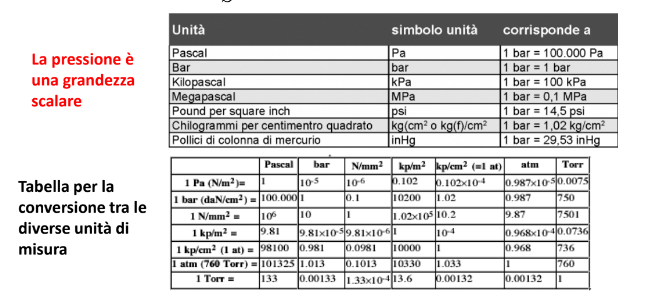 Unità simbolo unità corrisponde a
Pascal Pa 1 bar = 100.000 Pa
Bar bar 1 bar = 1 bar
Kilopascal kPa 1 bar = 100 kPa
Megapascal MPa 1 bar = 0,1 MPa
Pound per square inch psi 1 bar = 14,5 psi
Chilogrammi per centimentro quadrato kg(cm² o kg(f)/cm² 1 bar = 1,02 kg/cm²
Pollici di colonna di mercurio inHg 1 bar = 29,53 inHg
La pressione è
una grandezza
scalare
Tabella per la
conversione tra le
diverse unità di
misura
Pascal bar N/mm² kp/m² kp/cm² (=1 at) atm Torr
1 Pa (N/m²)= 1 10⁻⁵ 10⁻⁶ 0.102 0.102×10⁻⁴ 0.987×10⁻⁵ 0.0075
1 bar (daN/cm²) = 100.000 1 0.1 10200 1.02 0.987 750
1 N/mm² = 10⁶ 10 1 1.02×10⁵ 10.2 9.87 7501
1 kp/m² = 9.81 9.81×10⁻⁵ 9.81×10⁻⁶ 1 10⁻⁴ 0.968×10⁻⁴ 0.0736
1 kp/cm² (1 at) = 98100 0.981 0.0981 10000 1 0.968 736
1 atm (760 Torr) = 101325 1.013 0.1013 10330 1.033 1 760
1 Torr = 133 0.00133 1.33×10⁻⁴ 13.6 0.00132 0.00132 1